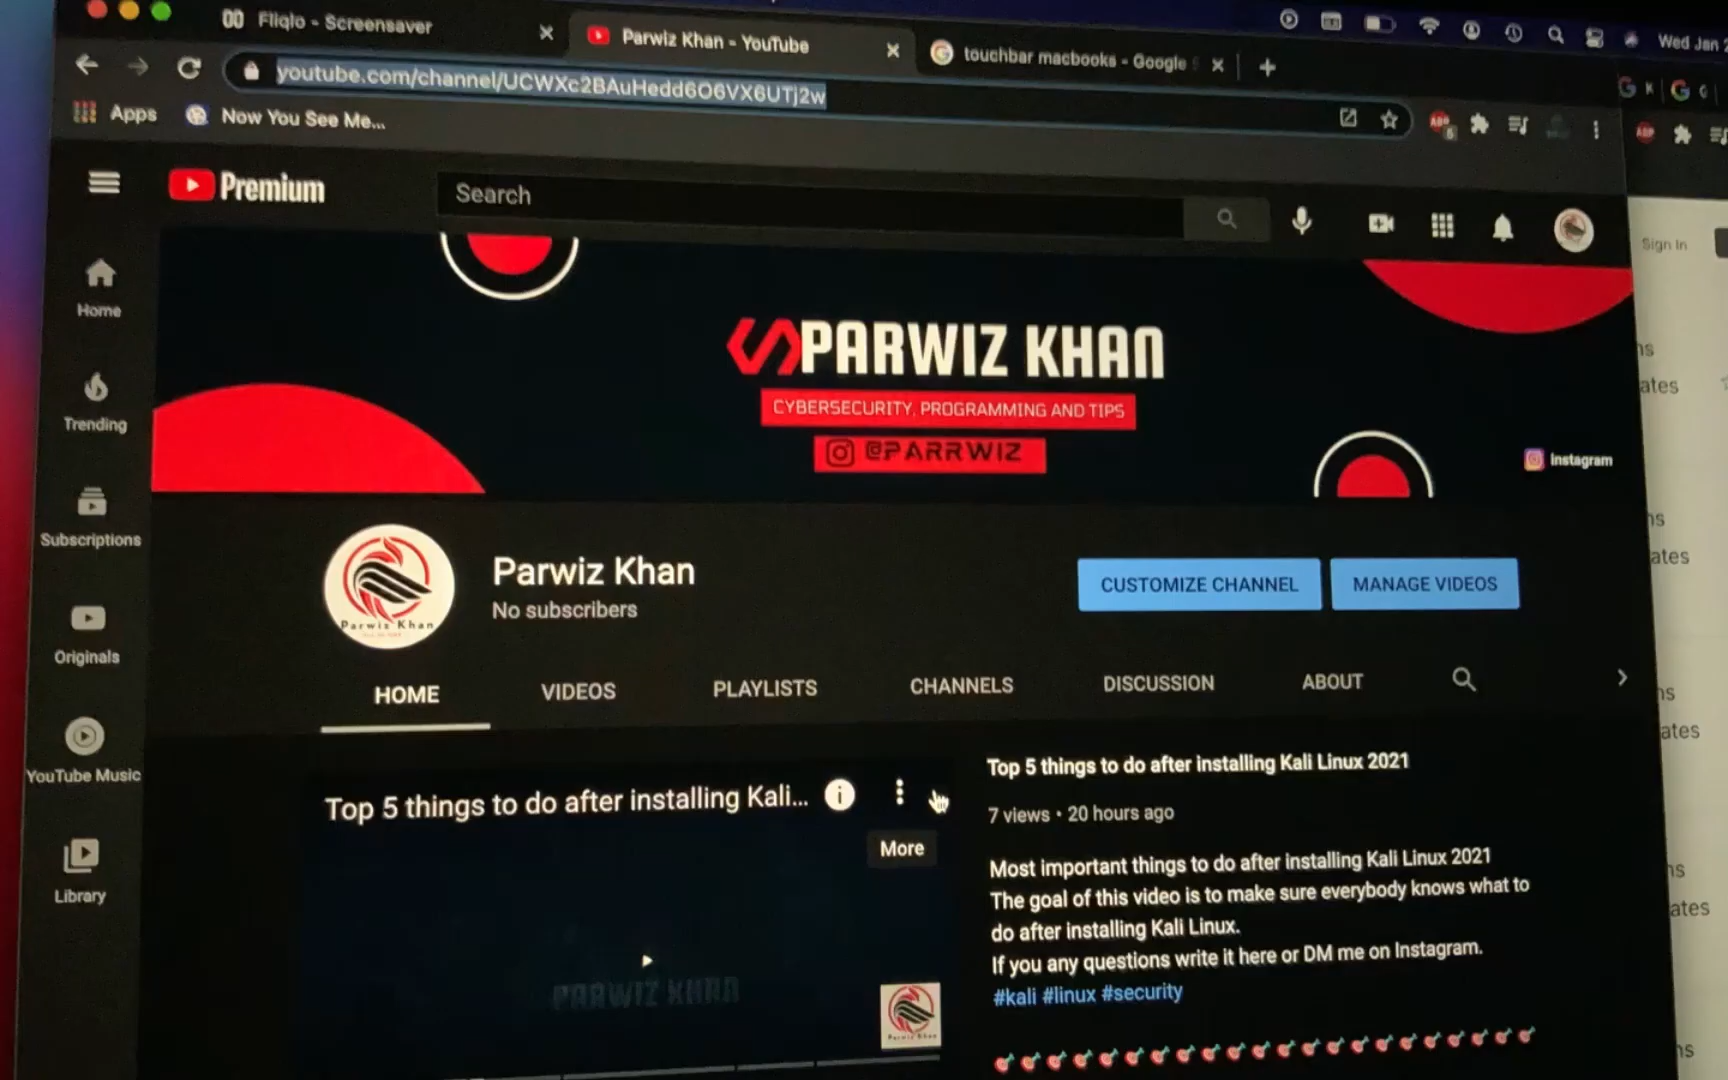 Fliqlo - Screensaver
Parwiz Khan - YouTube
touchbar macbooks - Google
Wed Jan
youtube.com/channel/UCWXc2BAuHedd6O6VX6UTj2w
Apps
Now You See Me...
Premium
Search
Sign In
Home
Trending
Subscriptions
Originals
YouTube Music
Library
PARWIZ KHAN
CYBERSECURITY, PROGRAMMING AND TIPS
@PARRWIZ
Instagram
Parwiz Khan
Parwiz Khan
No subscribers
CUSTOMIZE CHANNEL
MANAGE VIDEOS
HOME
VIDEOS
PLAYLISTS
CHANNELS
DISCUSSION
ABOUT
Top 5 things to do after installing Kali...
More
PARWIZ KHAN
Parwiz Khan
Top 5 things to do after installing Kali Linux 2021
7 views • 20 hours ago
Most important things to do after installing Kali Linux 2021
The goal of this video is to make sure everybody knows what to
do after installing Kali Linux.
If you any questions write it here or DM me on Instagram.
#kali #linux #security